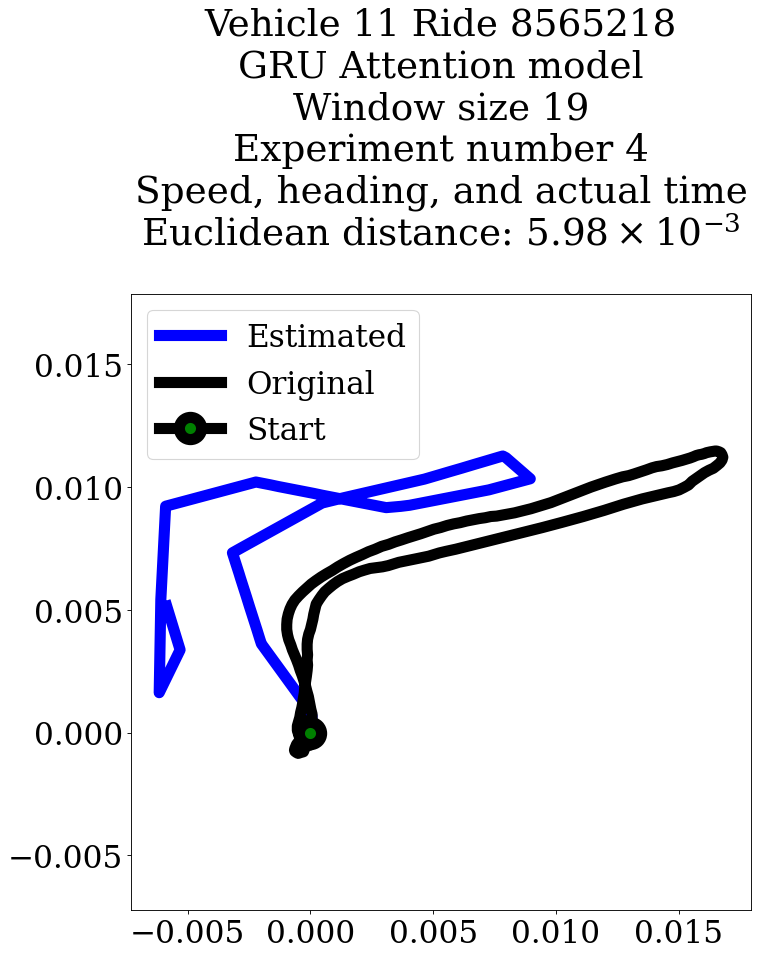 Vehicle 11 Ride 8565218
GRU Attention model
Window size 19
Experiment number 4
Speed, heading, and actual time
Euclidean distance: 5.98 × 10⁻³
Estimated
Original
Start
0.015
0.010
0.005
0.000
−0.005
−0.005 0.000 0.005 0.010 0.015